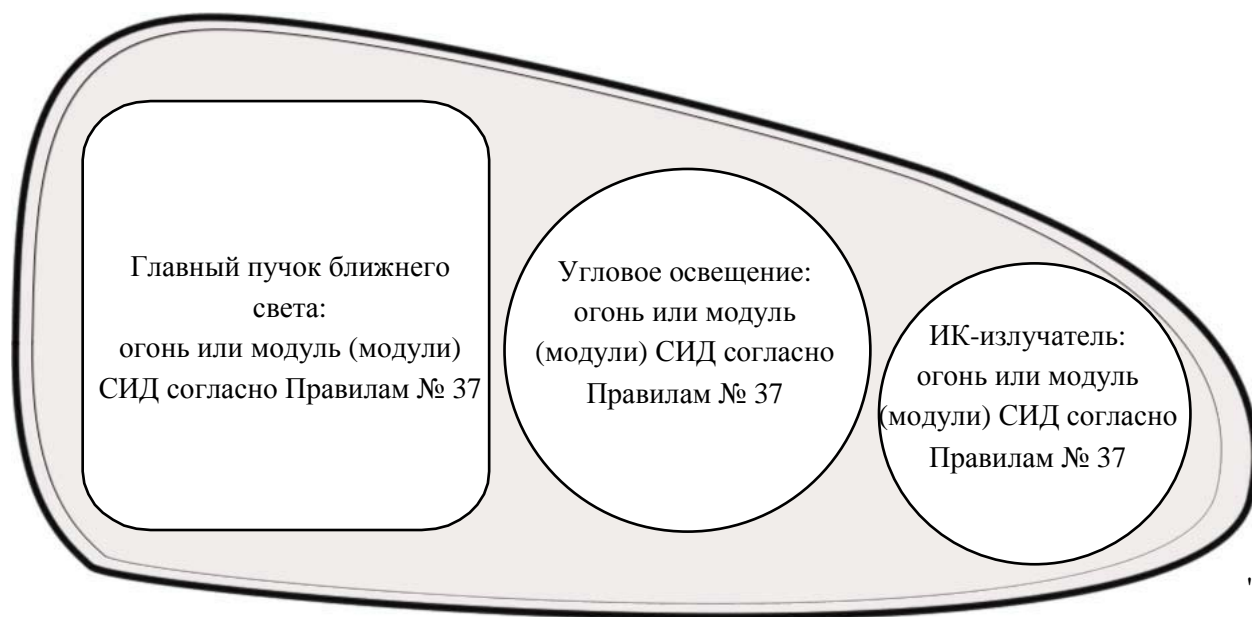 Главный пучок ближнего
света:
огонь или модуль (модули)
СИД согласно Правилам № 37
Угловое освещение:
огонь или модуль
(модули) СИД согласно
Правилам № 37
ИК-излучатель:
огонь или модуль
(модули) СИД согласно
Правилам № 37